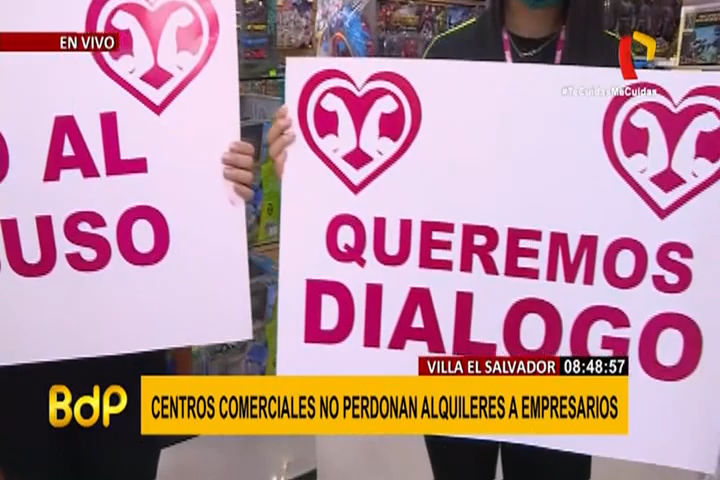 EN VIVO
#TeCuidasMeCuidas
AL
QUEREMOS
DIALOGO
VILLA EL SALVADOR 08:48:57
BdP
CENTROS COMERCIALES NO PERDONAN ALQUILERES A EMPRESARIOS